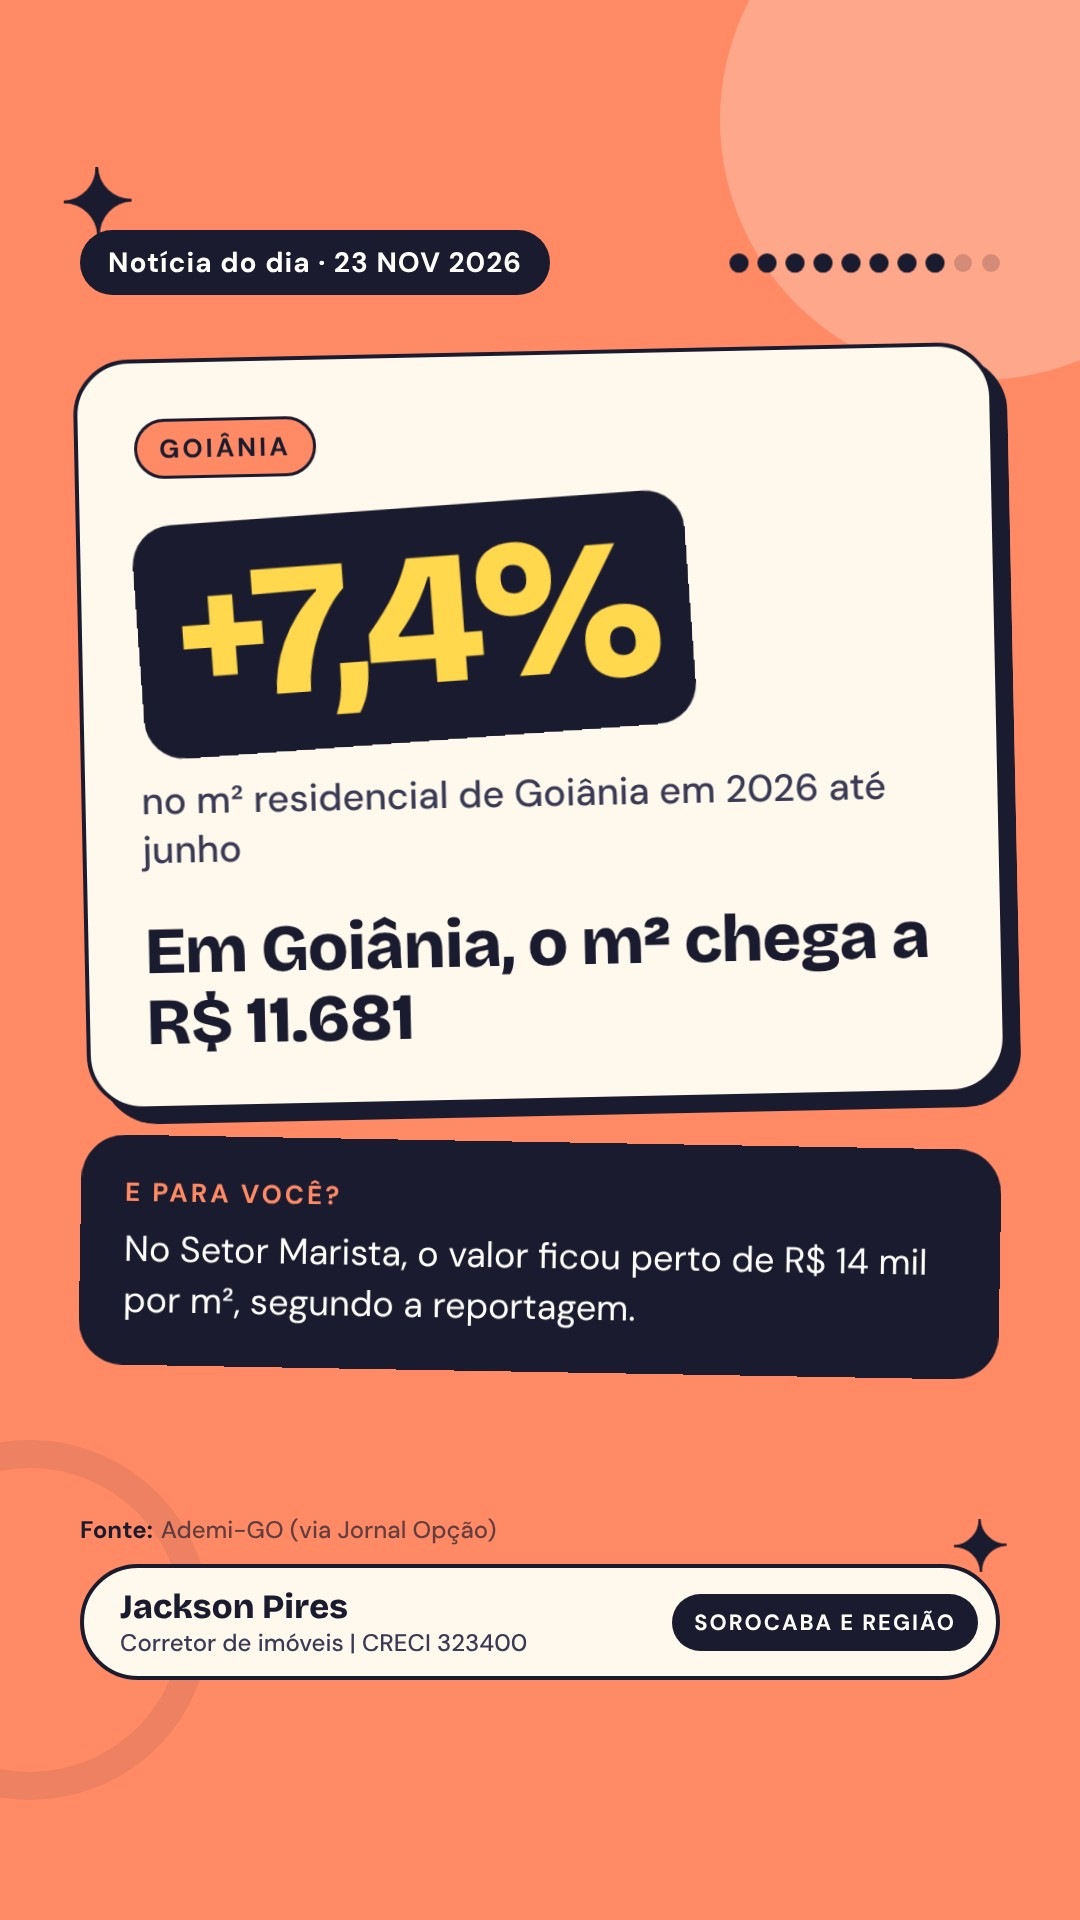 Notícia do dia · 23 NOV 2026
GOIÂNIA
+7,4%
no m² residencial de Goiânia em 2026 até
junho
Em Goiânia, o m² chega a
R$ 11.681
E PARA VOCÊ?
No Setor Marista, o valor ficou perto de R$ 14 mil
por m², segundo a reportagem.
Fonte: Ademi-GO (via Jornal Opção)
Jackson Pires
Corretor de imóveis | CRECI 323400
SOROCABA E REGIÃO